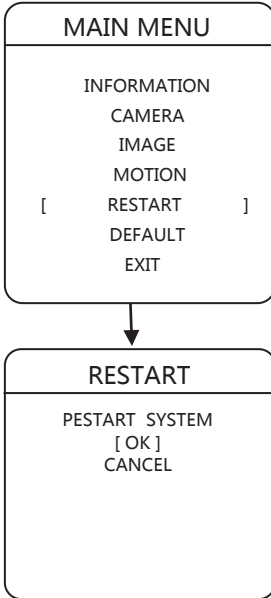 MAIN MENU
INFORMATION
CAMERA
IMAGE
MOTION
[ RESTART ]
DEFAULT
EXIT
RESTART
PESTART SYSTEM
[ OK ]
CANCEL